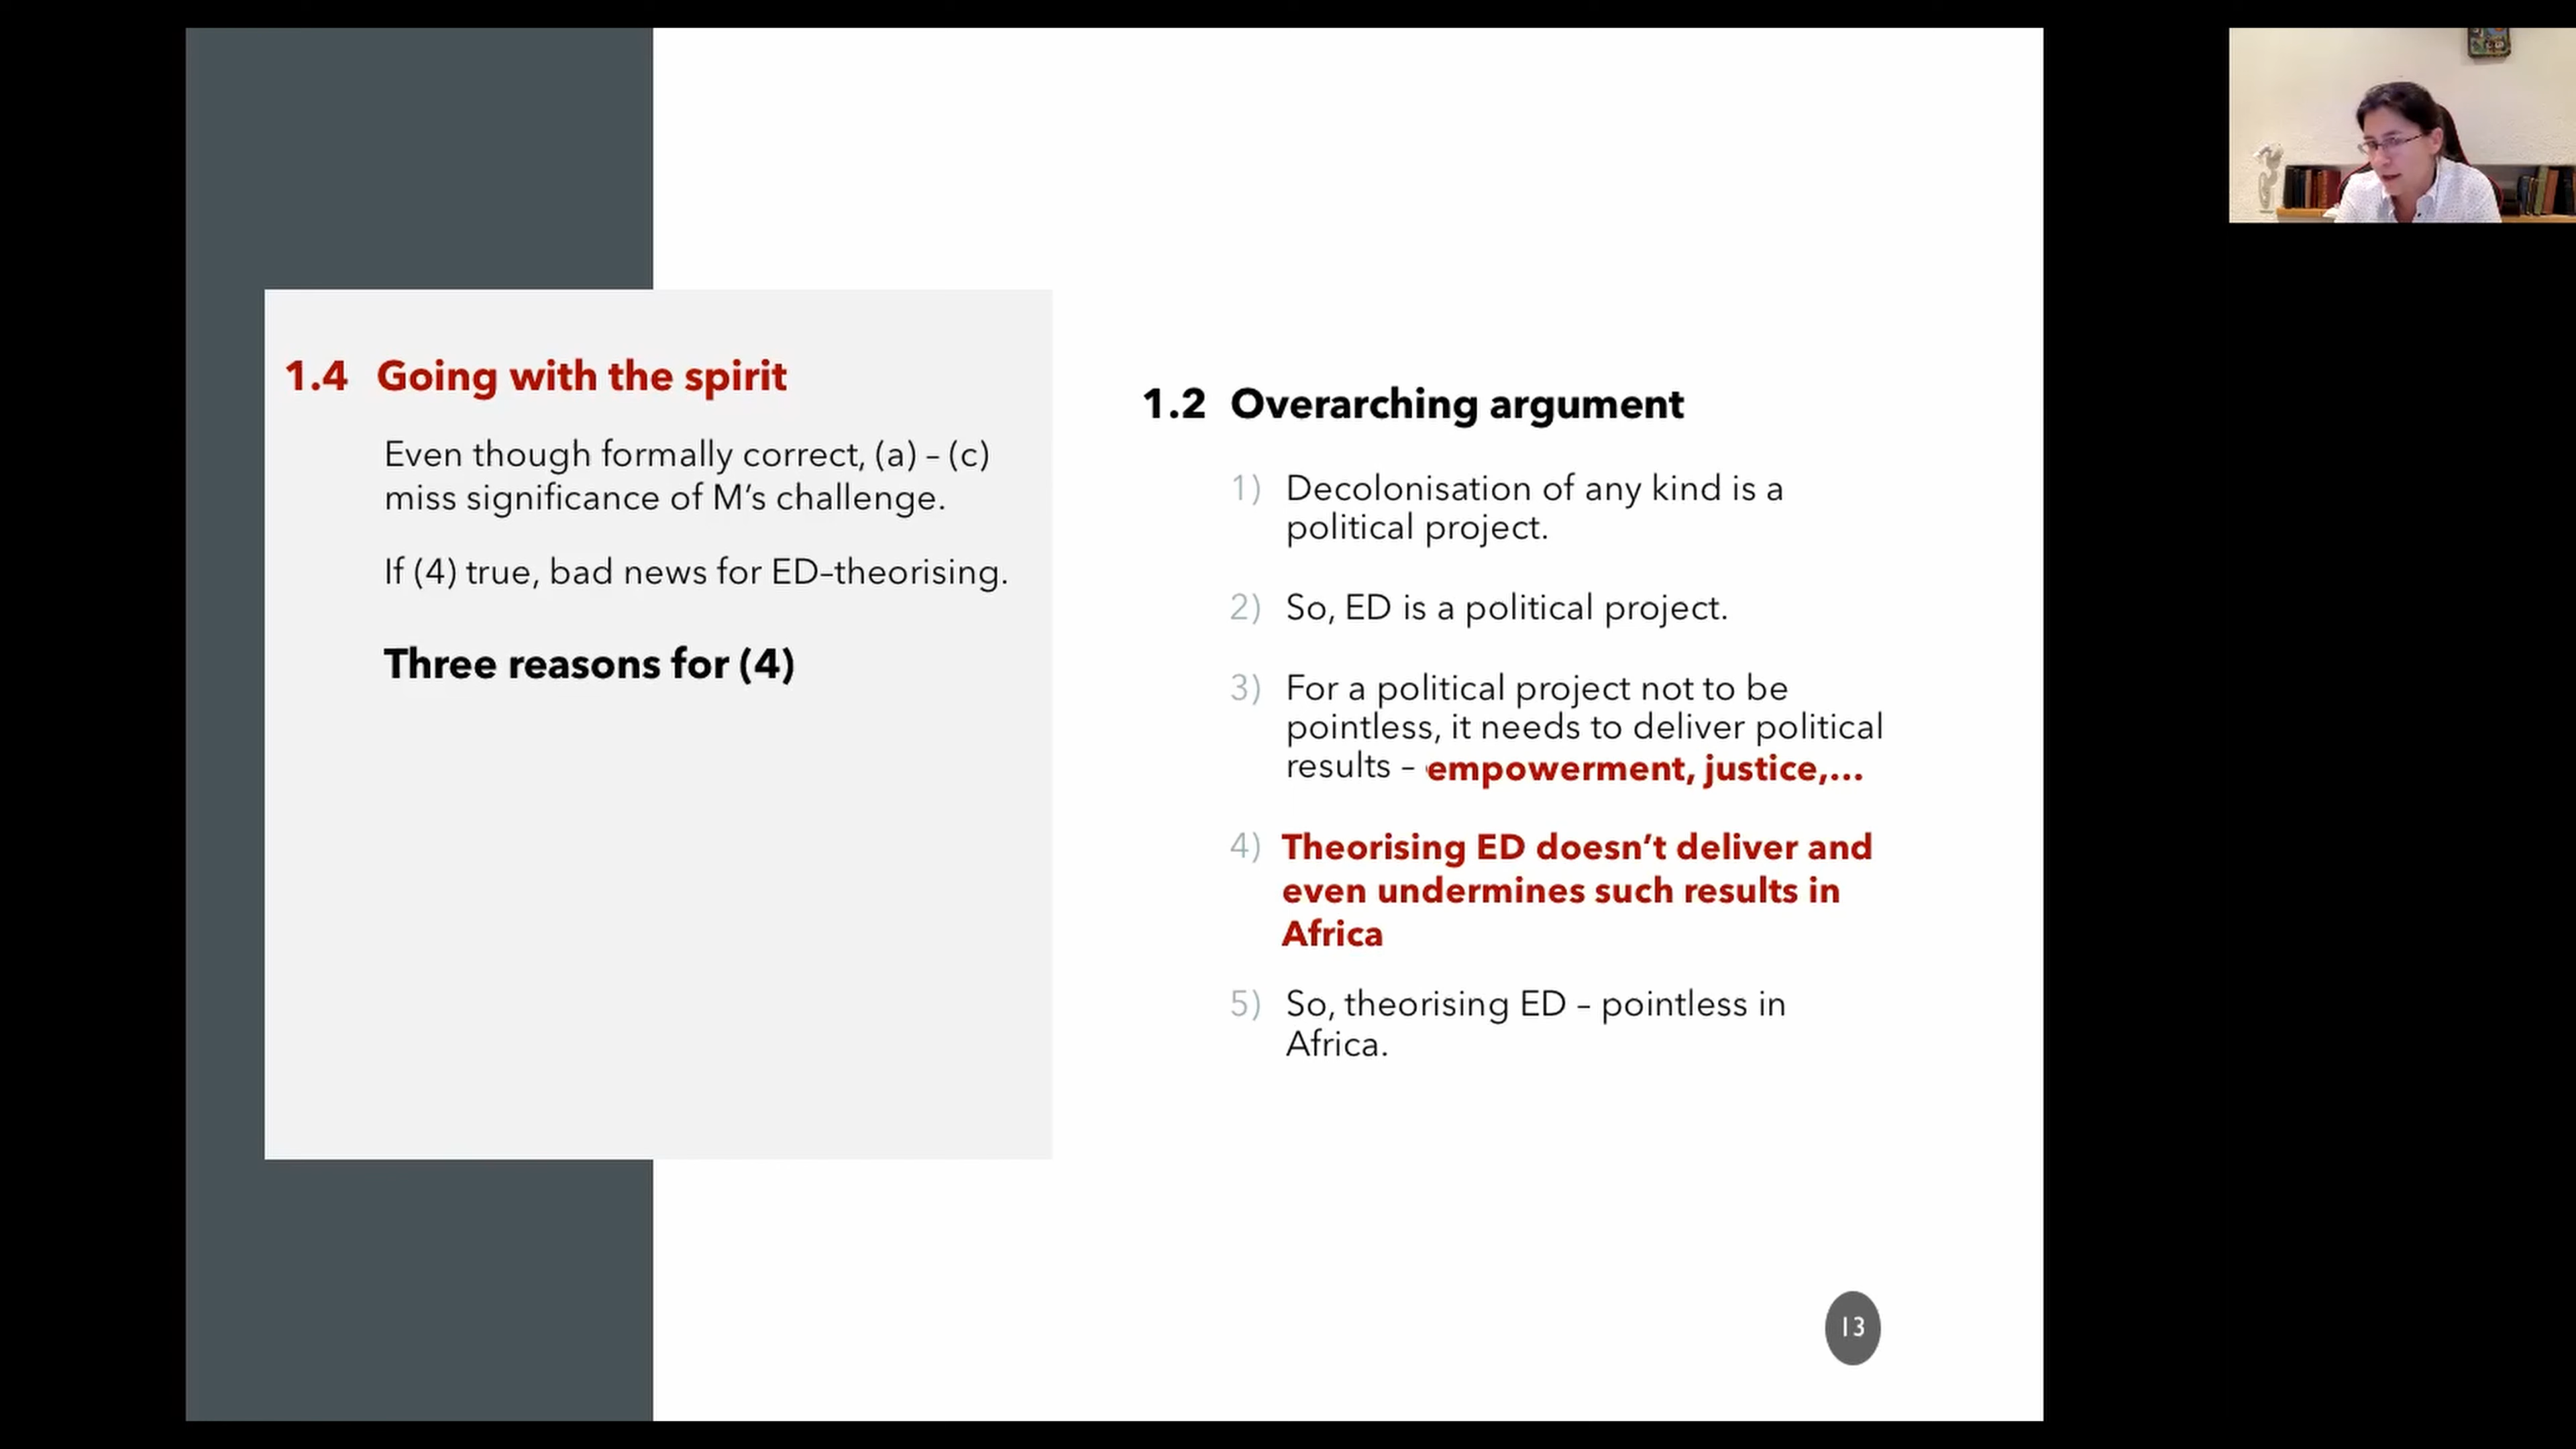 1.4 Going with the spirit
Even though formally correct, (a) – (c)
miss significance of M’s challenge.
If (4) true, bad news for ED–theorising.
Three reasons for (4)
1.2 Overarching argument
1) Decolonisation of any kind is a
political project.
2) So, ED is a political project.
3) For a political project not to be
pointless, it needs to deliver political
results – empowerment, justice,…
4) Theorising ED doesn’t deliver and
even undermines such results in
Africa
5) So, theorising ED – pointless in
Africa.
13